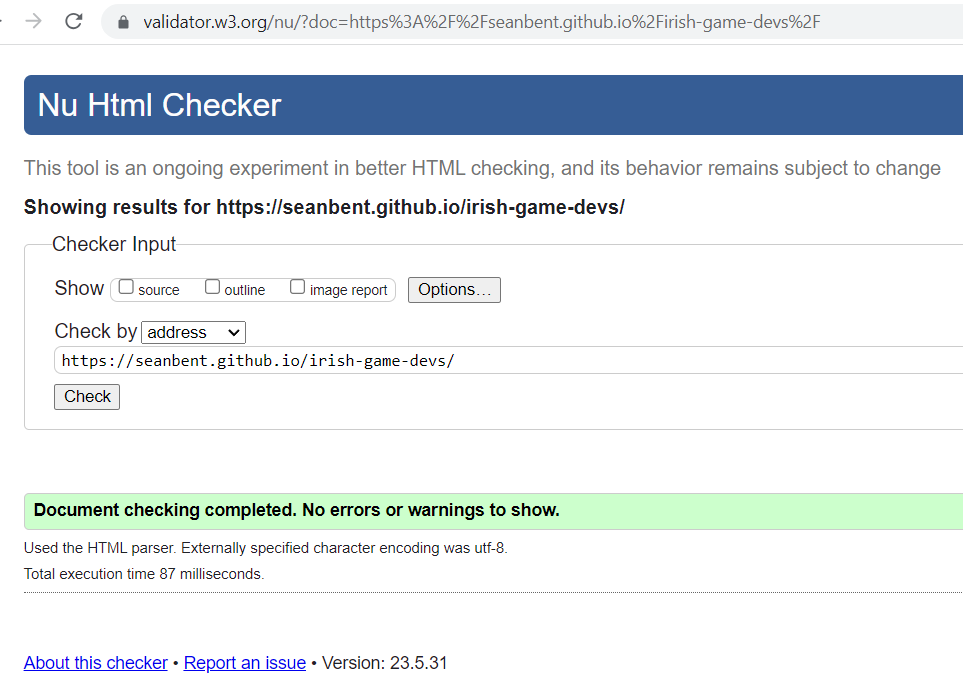 validator.w3.org/nu/?doc=https%3A%2F%2Fseanbent.github.io%2Firish-game-devs%2F
Nu Html Checker
This tool is an ongoing experiment in better HTML checking, and its behavior remains subject to change
Showing results for https://seanbent.github.io/irish-game-devs/
Checker Input
Show source outline image report Options...
Check by address
https://seanbent.github.io/irish-game-devs/
Check
Document checking completed. No errors or warnings to show.
Used the HTML parser. Externally specified character encoding was utf-8.
Total execution time 87 milliseconds.
About this checker • Report an issue • Version: 23.5.31